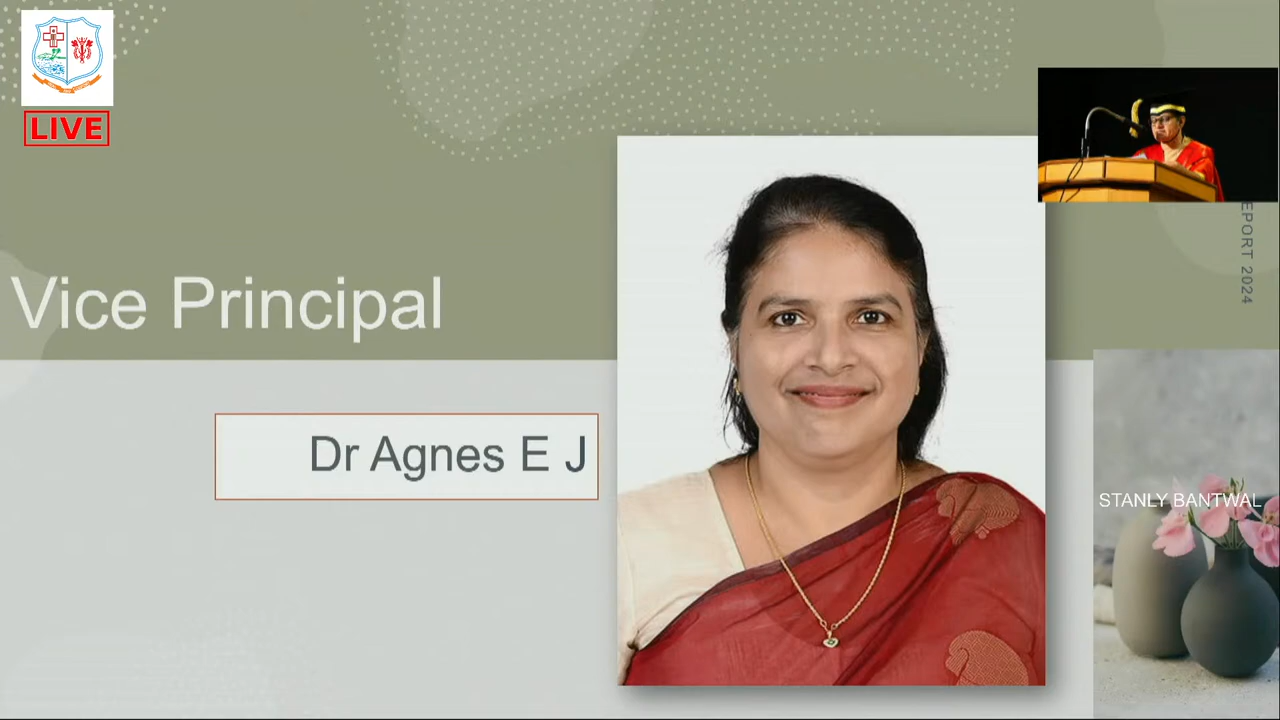 LIVE
Vice Principal
Dr Agnes E J
EPORT 2024
STANLY BANTWAL